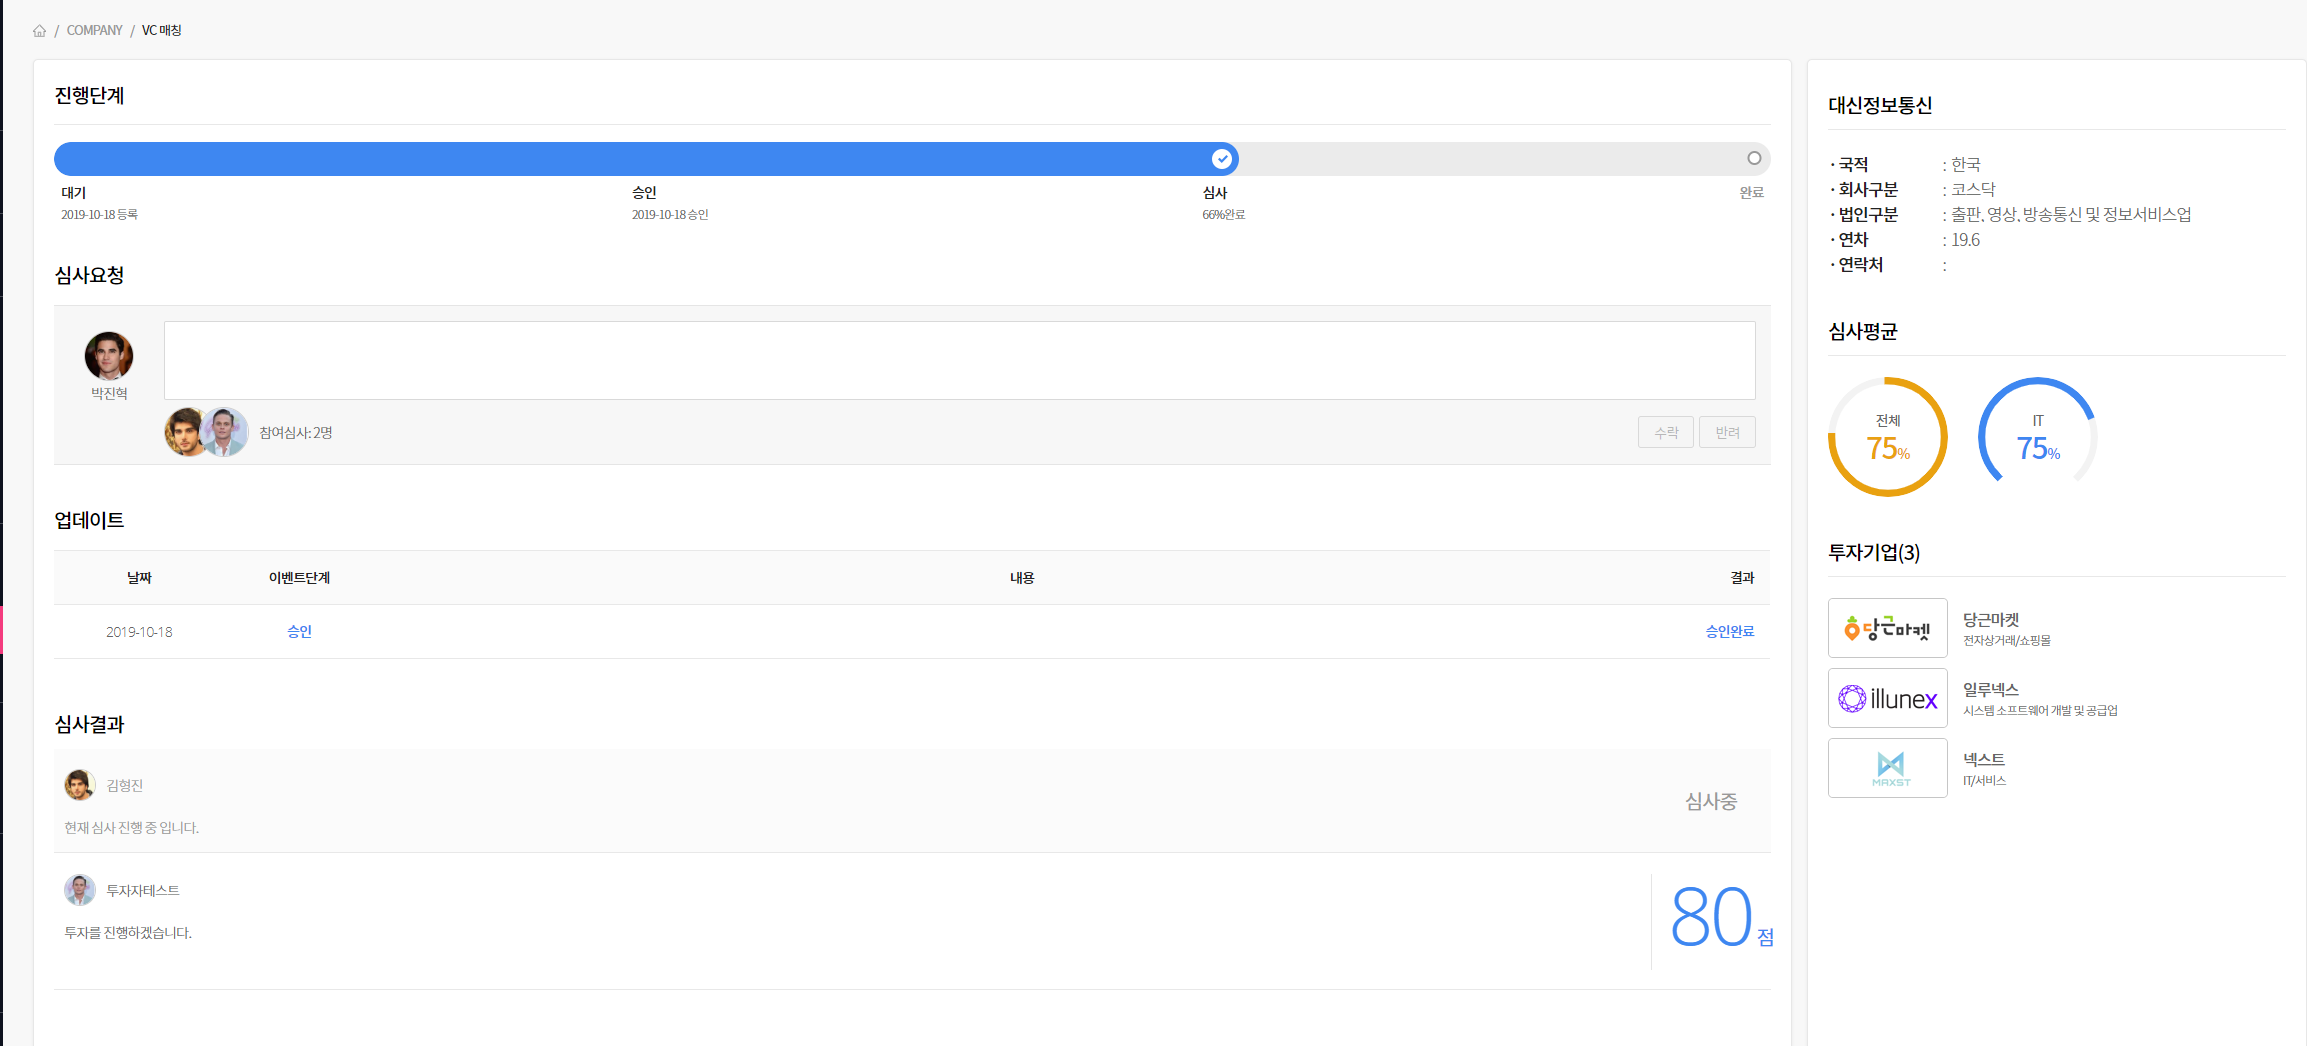 / COMPANY / VC 매칭
진행단계
대기
2019-10-18 등록
승인
2019-10-18 승인
심사
66%완료
완료
심사요청
박진혁
참여심사: 2명
수락
반려
업데이트
날짜 이벤트단계 내용 결과
2019-10-18 승인 승인완료
심사결과
김형진
현재 심사 진행 중 입니다.
심사중
투자자테스트
투자를 진행하겠습니다.
80점
대신정보통신
· 국적 : 한국
· 회사구분 : 코스닥
· 법인구분 : 출판, 영상, 방송통신 및 정보서비스업
· 연차 : 19.6
· 연락처 :
심사평균
전체
75%
IT
75%
투자기업(3)
당근마켓
당근마켓
전자상거래/쇼핑몰
illunex
일루넥스
시스템 소프트웨어 개발 및 공급업
MAXST
넥스트
IT/서비스